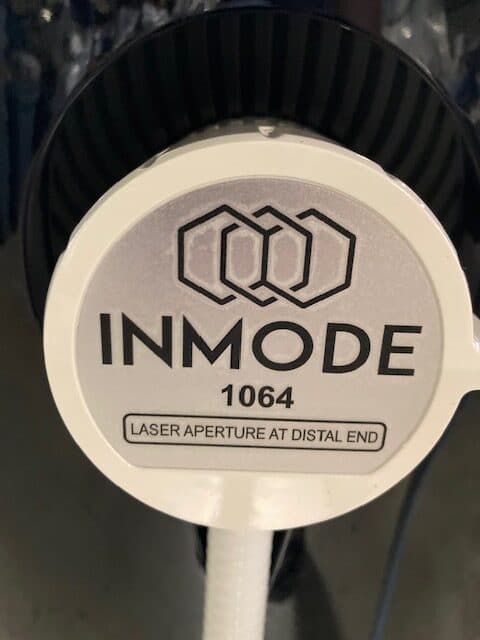 INMODE
1064
LASER APERTURE AT DISTAL END